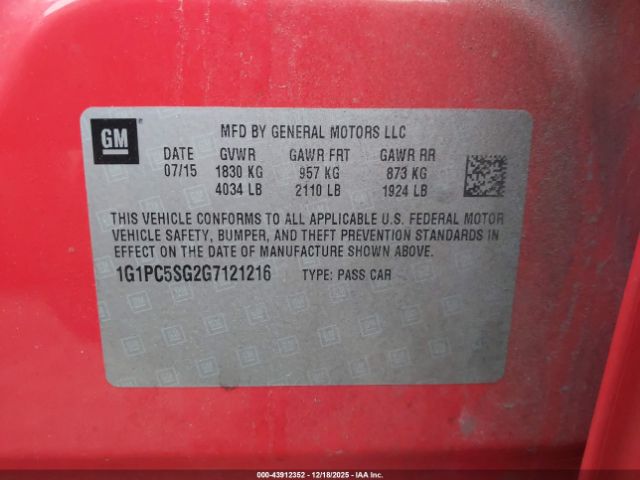 GM
MFD BY GENERAL MOTORS LLC
DATE GVWR GAWR FRT GAWR RR
07/15 1830 KG 957 KG 873 KG
4034 LB 2110 LB 1924 LB
THIS VEHICLE CONFORMS TO ALL APPLICABLE U.S. FEDERAL MOTOR
VEHICLE SAFETY, BUMPER, AND THEFT PREVENTION STANDARDS IN
EFFECT ON THE DATE OF MANUFACTURE SHOWN ABOVE.
1G1PC5SG2G7121216 TYPE: PASS CAR
000-43912352 | 12/18/2025 - IAA Inc.